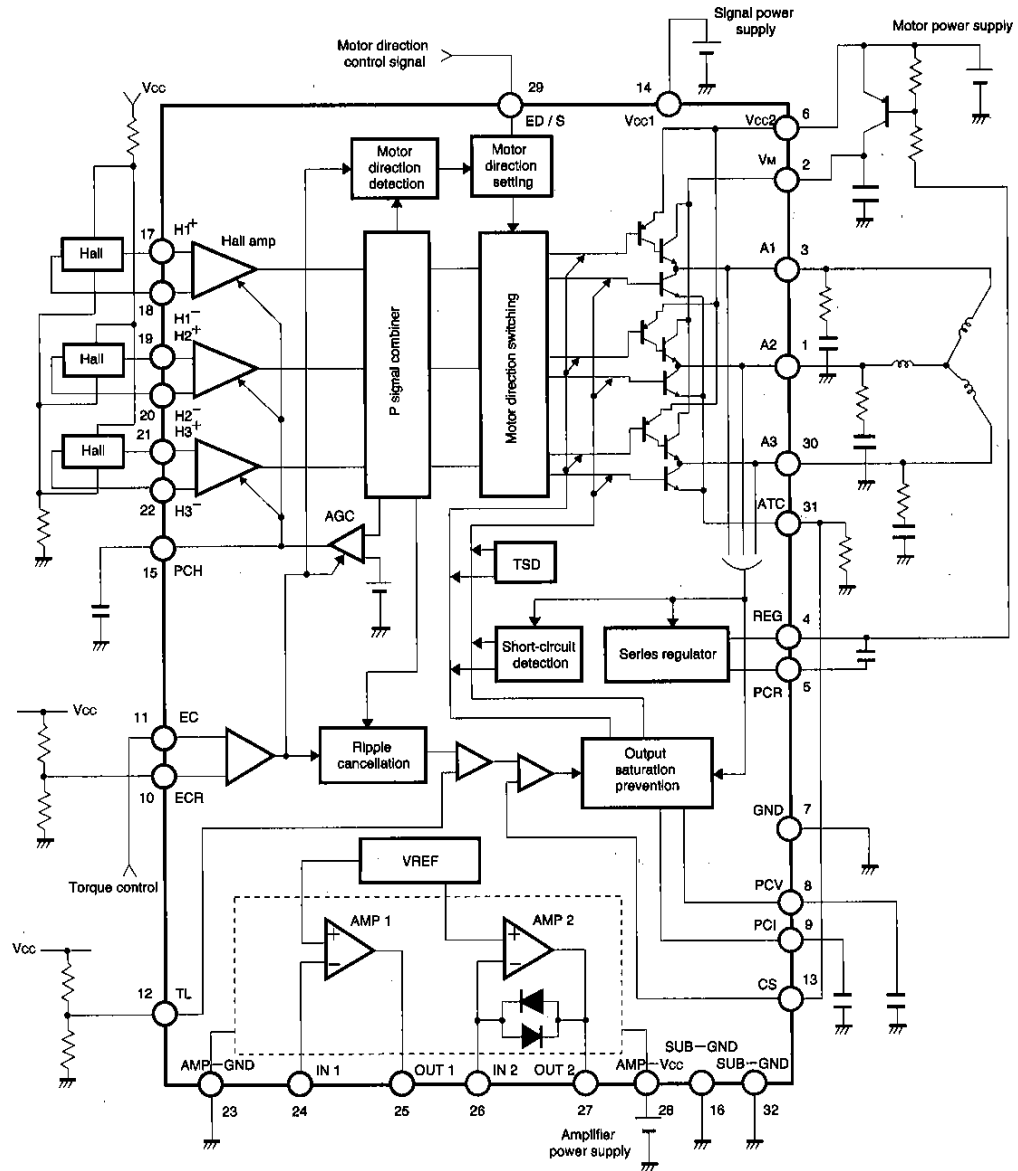 Signal power
supply
Motor power supply
Motor direction
control signal
Vcc
29
14
6
ED / S
Vcc1
Vcc2
VM
2
Motor
direction
detection
Motor
direction
setting
17
H1+
Hall
Hall amp
A1
3
18
H1−
19
H2+
Hall
P signal combiner
Motor direction switching
A2
1
20
H2−
21
H3+
Hall
A3
30
22
H3−
ATC
31
AGC
15
PCH
TSD
REG
4
Short-circuit
detection
Series regulator
PCR
5
Vcc
11
EC
Ripple
cancellation
Output
saturation
prevention
10
ECR
GND
7
Torque control
VREF
PCV
8
AMP 1
AMP 2
PCI
9
Vcc
+
−
+
−
CS
13
12
TL
SUB−GND
AMP−GND
IN 1
OUT 1
IN 2
OUT 2
AMP−Vcc
SUB−GND
23
24
25
26
27
28
16
32
Amplifier
power supply